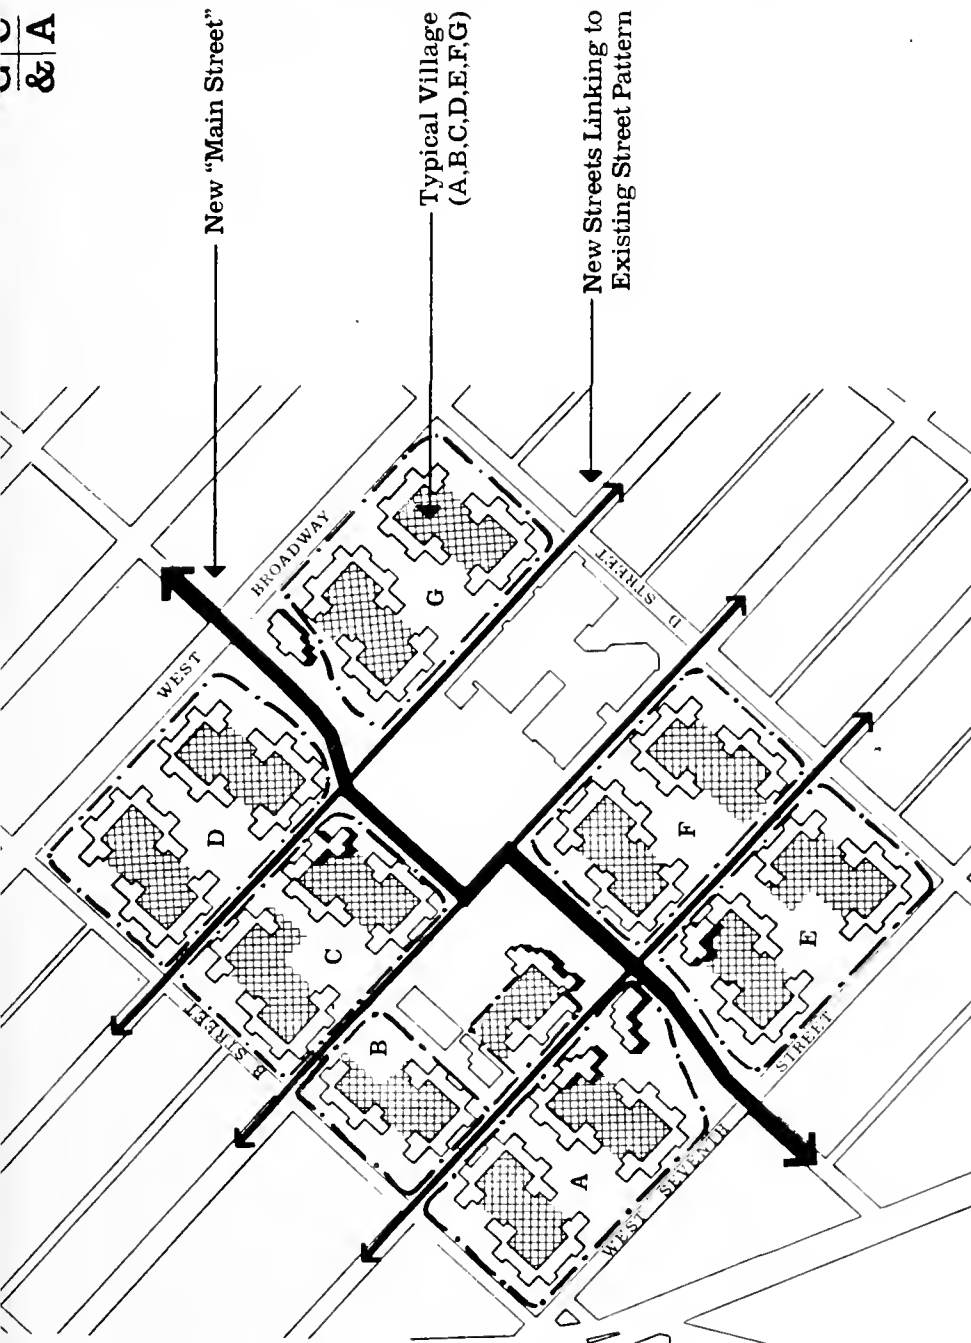 & A
New "Main Street"
Typical Village
(A,B,C,D,E,F,G)
New Streets Linking to
Existing Street Pattern
WEST BROADWAY
D STREET
B STREET
WEST SEVENTH STREET
G
D
C
F
B
E
A